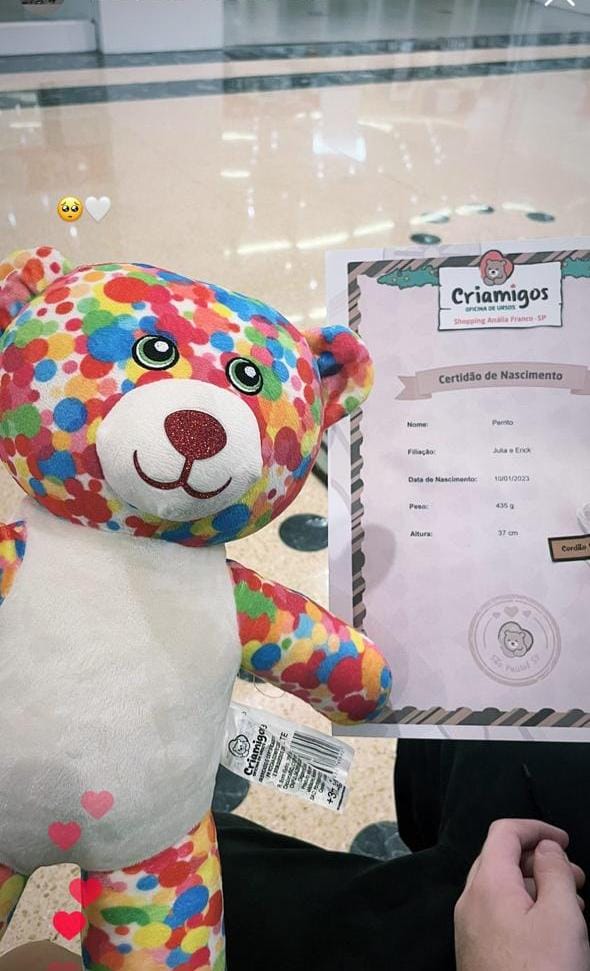 Criamigos
OFICINA DE URSOS
Shopping Anália Franco - SP
Certidão de Nascimento
Nome: Perrito
Filiação: Julia e Erick
Data de Nascimento: 10/01/2023
Peso: 435 g
Altura: 37 cm
Cordão
São Paulo SP
Criamigos